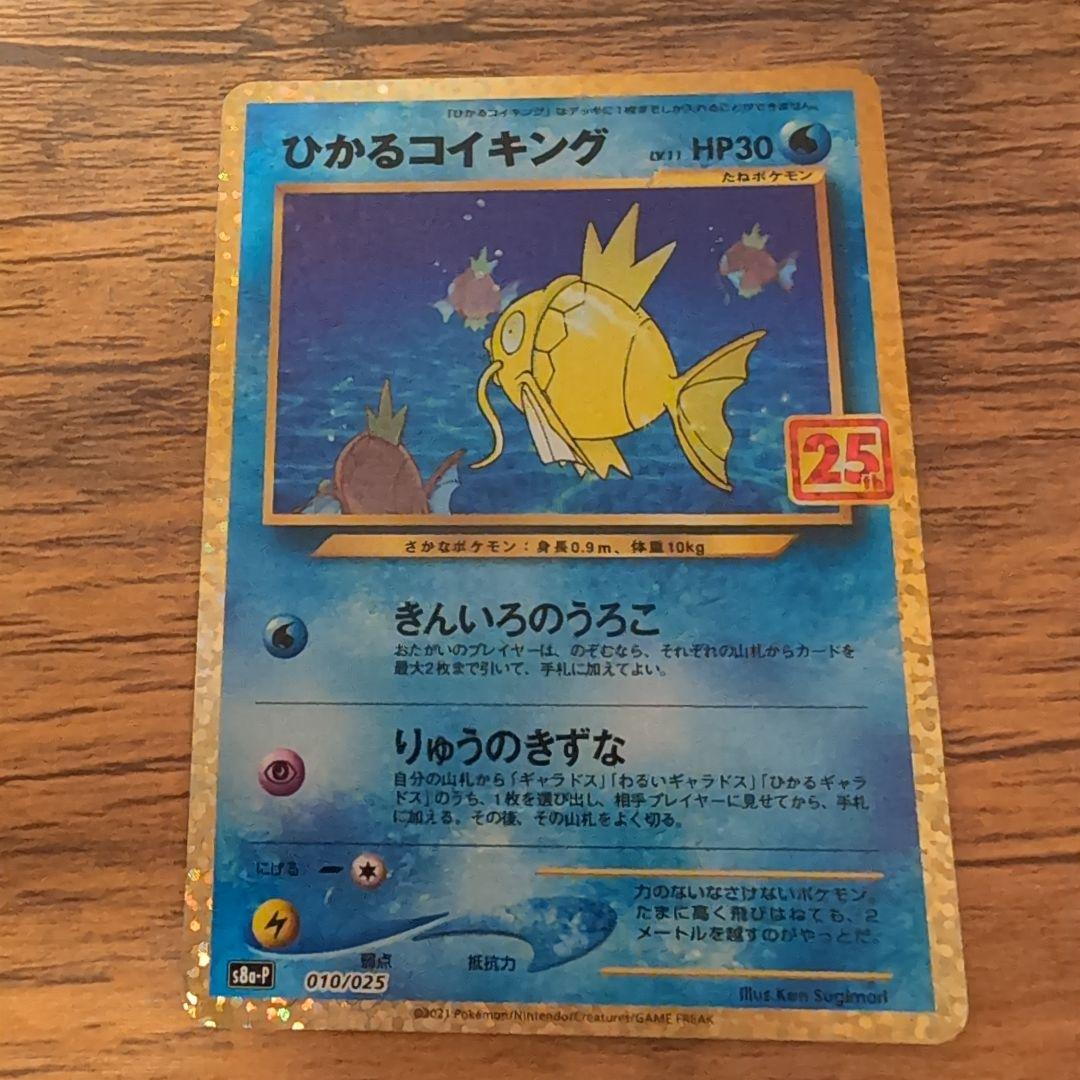 「ひかるコイキング」はデッキに1枚までしか入れることができません。
ひかるコイキング LV.11 HP30
たねポケモン
25th
さかなポケモン：身長0.9m、体重10kg
きんいろのうろこ
おたがいのプレイヤーは、のぞむなら、それぞれの山札からカードを
最大2枚まで引いて、手札に加えてよい。
りゅうのきずな
自分の山札から「ギャラドス」「わるいギャラドス」「ひかるギャラ
ドス」のうち、1枚を選び出し、相手プレイヤーに見せてから、手札
に加える。その後、その山札をよく切る。
にげる ー
力のないなさけないポケモン。
たまに高く飛びはねても、2
メートルを越すのがやっとだ。
弱点 抵抗力
s8a-P 010/025
Illus. Ken Sugimori
©2021 Pokémon/Nintendo/Creatures/GAME FREAK